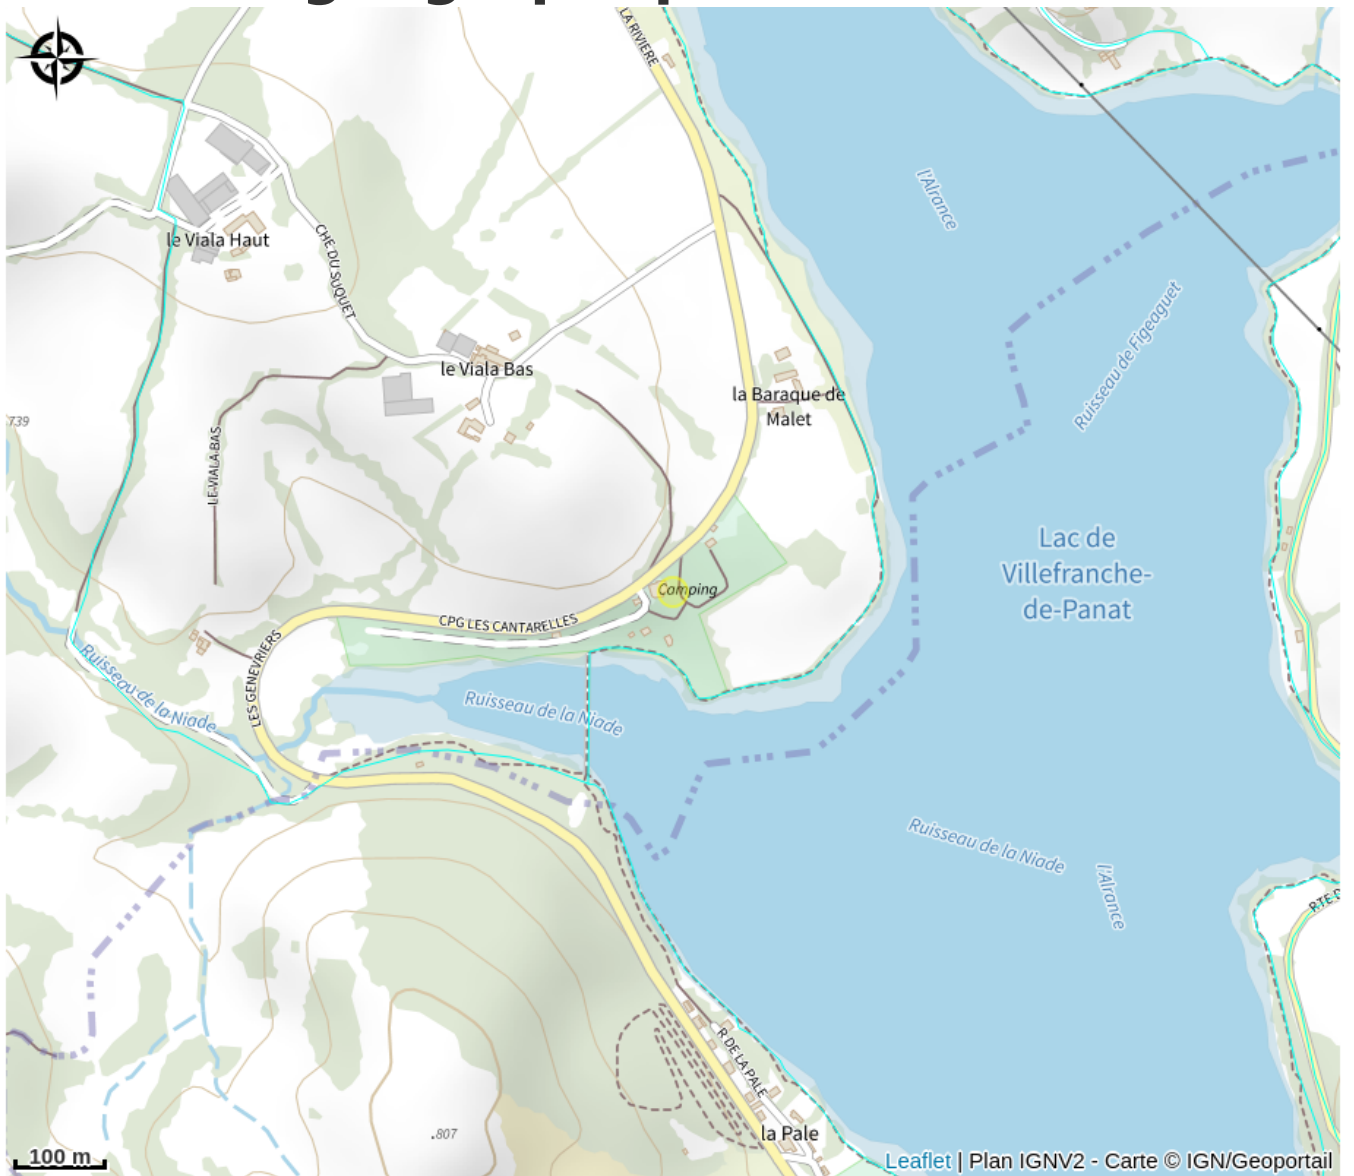 LA RIVIERE
l'Alrance
le Viala Haut
CHE DU SUQUET
Ruisseau de Figeaguet
le Viala Bas
la Baraque de
Malet
739
LE VIALA BAS
Lac de
Villefranche-
de-Panat
Camping
CPG LES CANTARELLES
LES GENEVRIERS
Ruisseau de la Niade
Ruisseau de la Niade
Ruisseau de la Niade
l'Alrance
RTE D
R DE LA PALE
.807
la Pale
100 m
Leaflet | Plan IGNV2 - Carte © IGN/Geoportail